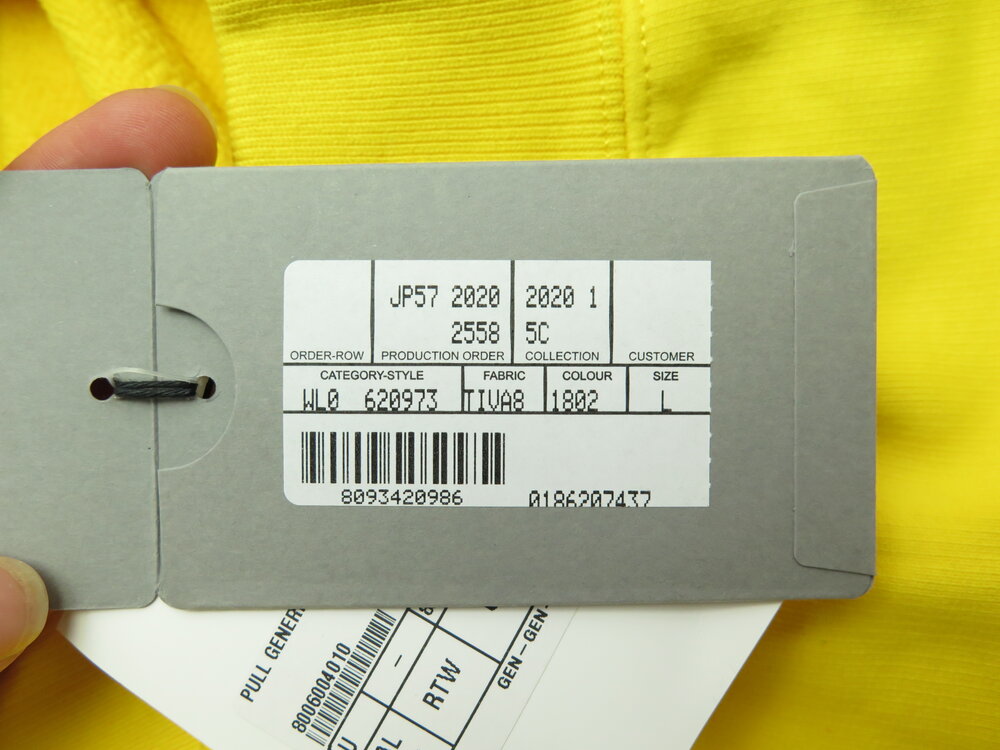 JP57 2020
2558
2020 1
5C
ORDER-ROW PRODUCTION ORDER COLLECTION CUSTOMER
CATEGORY-STYLE FABRIC COLOUR SIZE
WL0 620973 TIVA8 1802 L
8093420986 0186207437
PULL GENER
8006004010
-
RTW
GEN-GEN